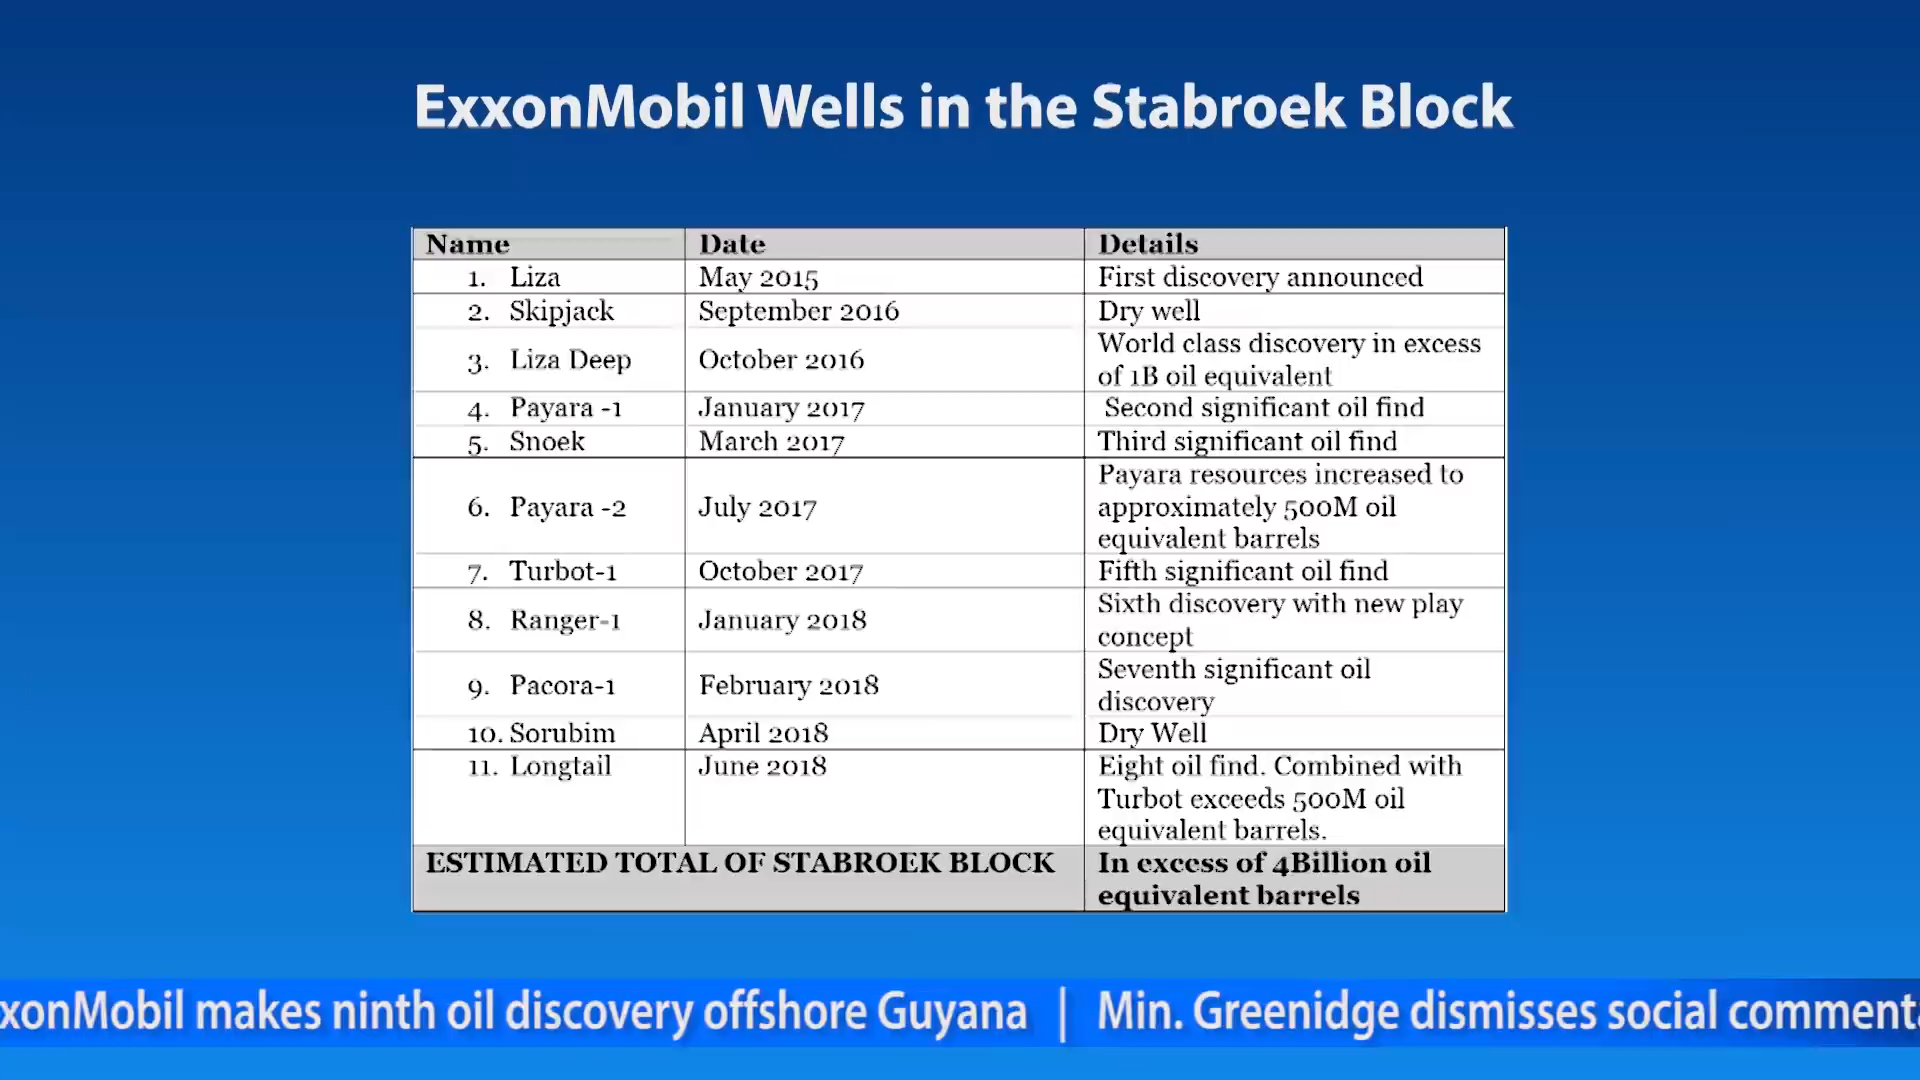 ExxonMobil Wells in the Stabroek Block
Name Date Details
1. Liza May 2015 First discovery announced
2. Skipjack September 2016 Dry well
3. Liza Deep October 2016 World class discovery in excess
of 1B oil equivalent
4. Payara -1 January 2017 Second significant oil find
5. Snoek March 2017 Third significant oil find
6. Payara -2 July 2017 Payara resources increased to
approximately 500M oil
equivalent barrels
7. Turbot-1 October 2017 Fifth significant oil find
8. Ranger-1 January 2018 Sixth discovery with new play
concept
9. Pacora-1 February 2018 Seventh significant oil
discovery
10. Sorubim April 2018 Dry Well
11. Longtail June 2018 Eight oil find. Combined with
Turbot exceeds 500M oil
equivalent barrels.
ESTIMATED TOTAL OF STABROEK BLOCK In excess of 4Billion oil
equivalent barrels
xonMobil makes ninth oil discovery offshore Guyana | Min. Greenidge dismisses social comment